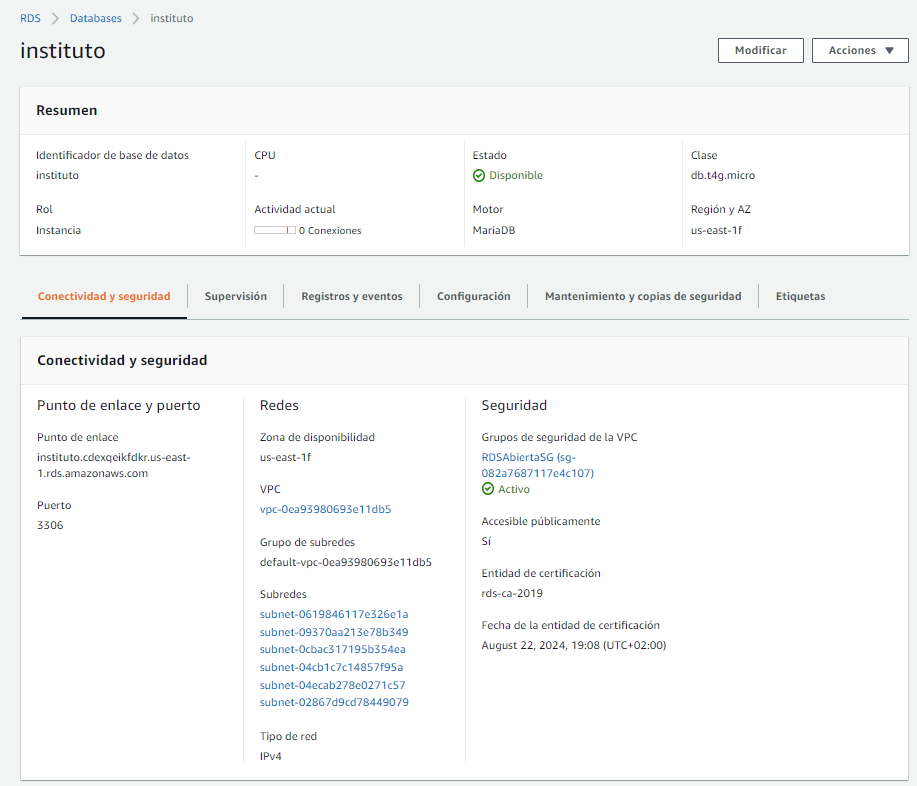 RDS > Databases > instituto
instituto
Modificar
Acciones ▼
Resumen
Identificador de base de datos
instituto
CPU
-
Estado
Disponible
Clase
db.t4g.micro
Rol
Instancia
Actividad actual
0 Conexiones
Motor
MariaDB
Región y AZ
us-east-1f
Conectividad y seguridad
Supervisión
Registros y eventos
Configuración
Mantenimiento y copias de seguridad
Etiquetas
Conectividad y seguridad
Punto de enlace y puerto
Punto de enlace
instituto.cdexqeikfdkr.us-east-
1.rds.amazonaws.com
Puerto
3306
Redes
Zona de disponibilidad
us-east-1f
VPC
vpc-0ea93980693e11db5
Grupo de subredes
default-vpc-0ea93980693e11db5
Subredes
subnet-0619846117e326e1a
subnet-09370aa213e78b349
subnet-0cbac317195b354ea
subnet-04cb1c7c14857f95a
subnet-04ecab278e0271c57
subnet-02867d9cd78449079
Tipo de red
IPv4
Seguridad
Grupos de seguridad de la VPC
RDSAbiertaSG (sg-
082a7687117e4c107)
Activo
Accesible públicamente
Sí
Entidad de certificación
rds-ca-2019
Fecha de la entidad de certificación
August 22, 2024, 19:08 (UTC+02:00)